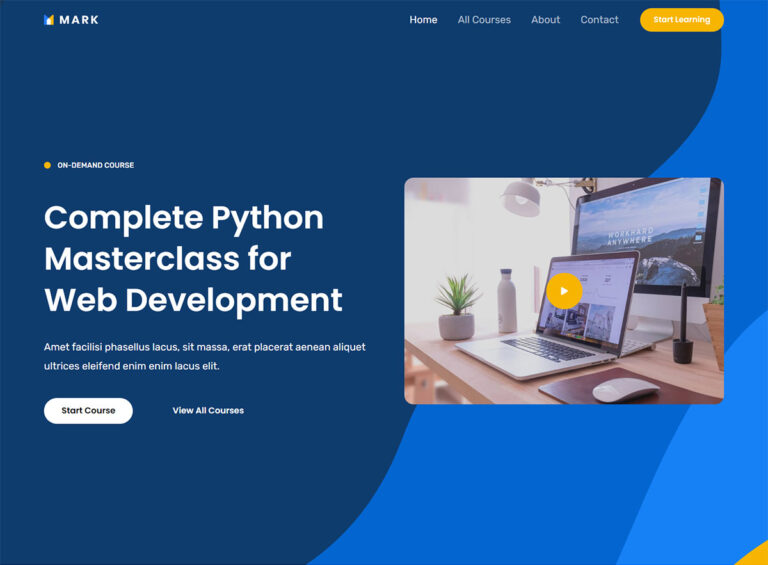 MARK
Home
All Courses
About
Contact
Start Learning
ON-DEMAND COURSE
Complete Python
Masterclass for
Web Development
Amet facilisi phasellus lacus, sit massa, erat placerat aenean aliquet
ultrices eleifend enim enim lacus elit.
Start Course
View All Courses
WORKHARD
ANYWHERE